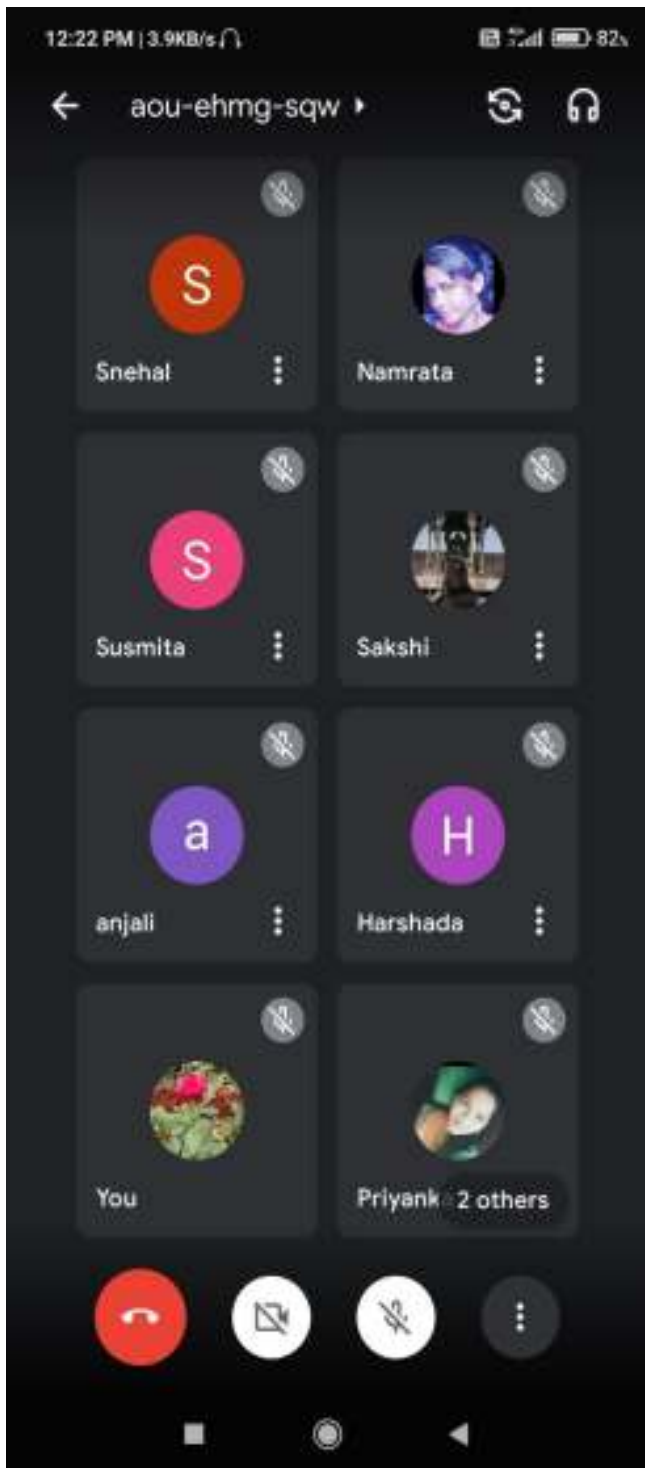 12:22 PM | 3.9KB/s 82%
aou-ehmg-sqw
S
Snehal Namrata
S
Susmita Sakshi
a H
anjali Harshada
You Priyank 2 others